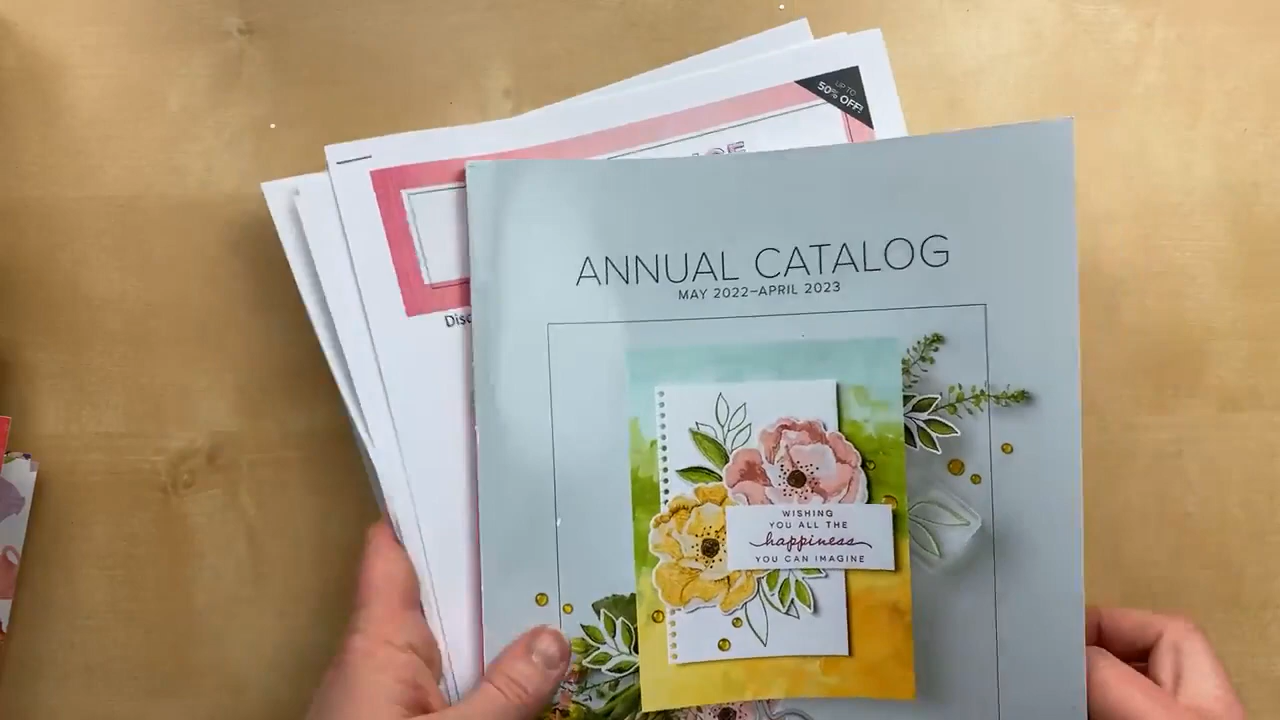 UP TO
50% OFF!
ANNUAL CATALOG
MAY 2022–APRIL 2023
WISHING
YOU ALL THE
happiness
YOU CAN IMAGINE